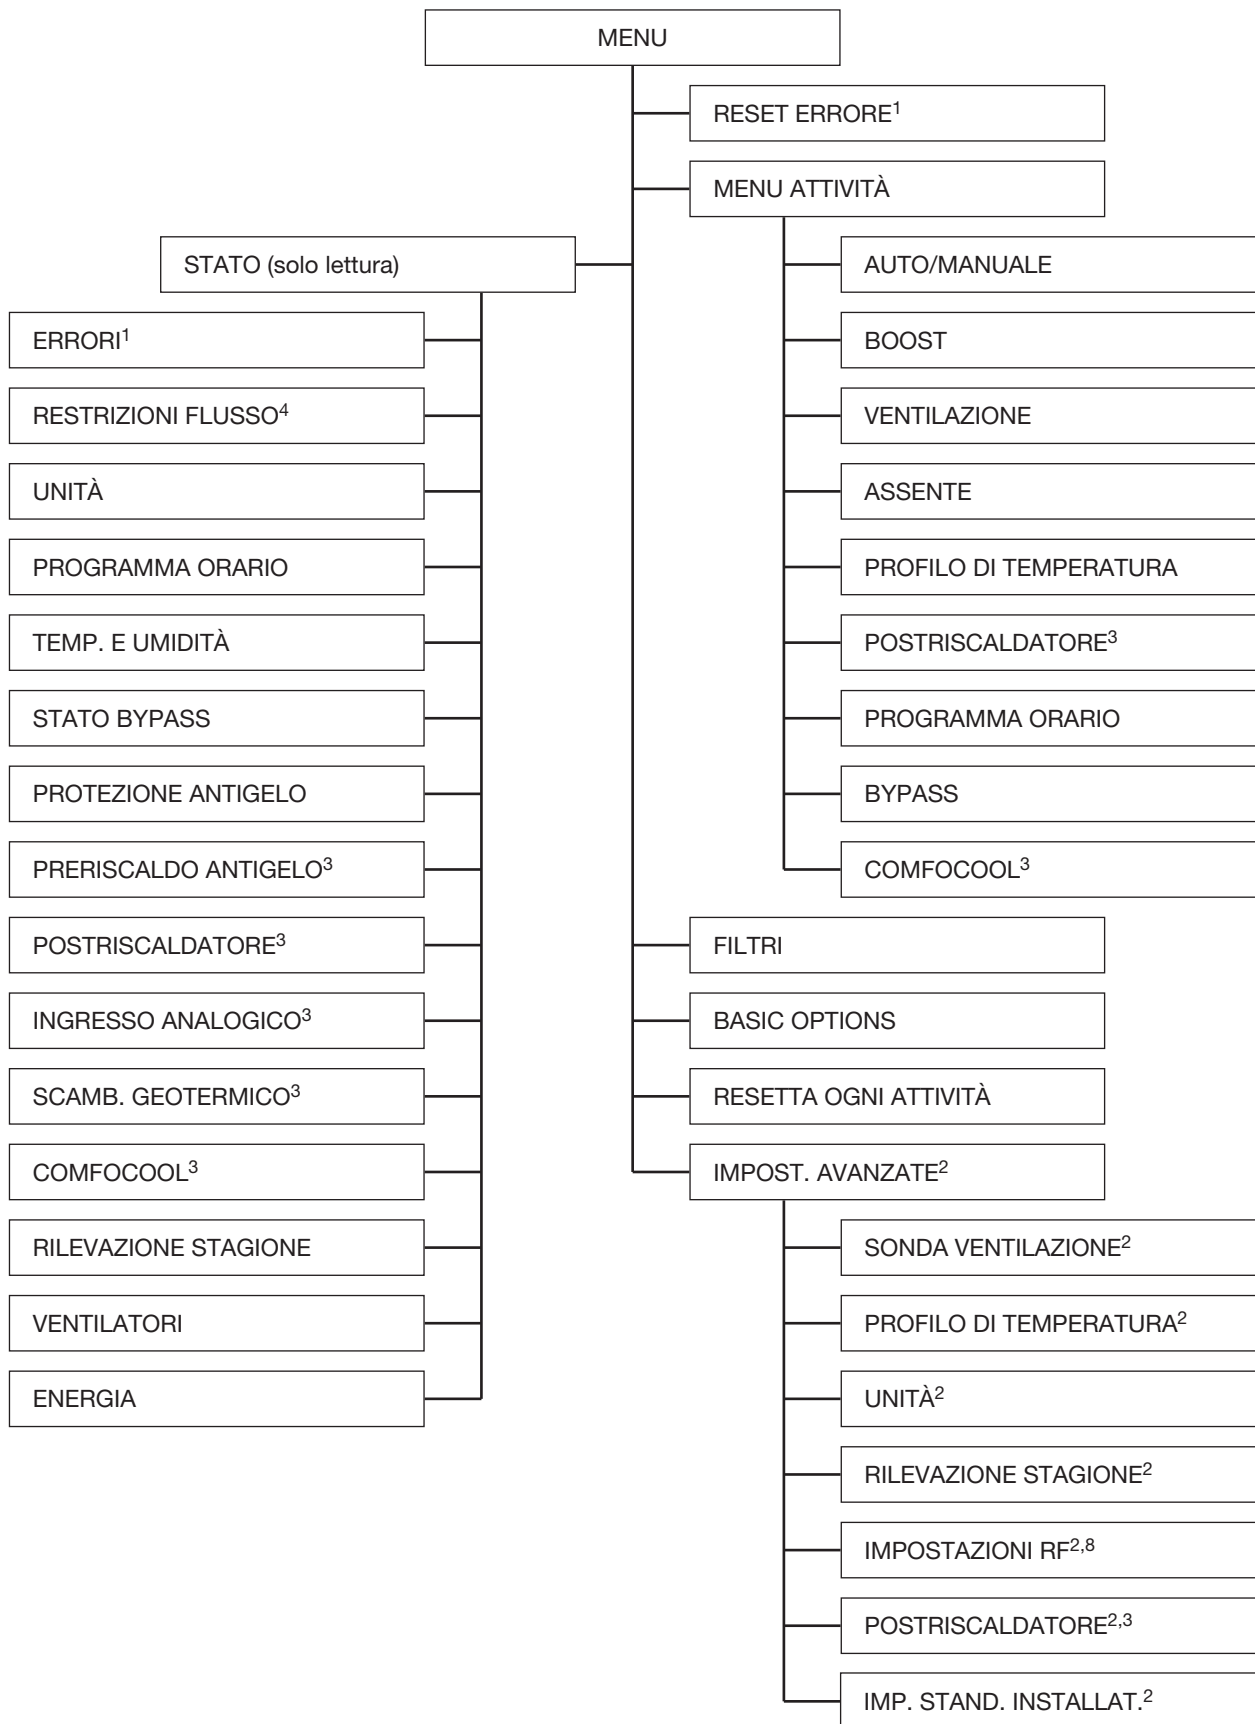 MENU
RESET ERRORE¹
MENU ATTIVITÀ
STATO (solo lettura)
AUTO/MANUALE
ERRORI¹
BOOST
RESTRIZIONI FLUSSO⁴
VENTILAZIONE
UNITÀ
ASSENTE
PROGRAMMA ORARIO
PROFILO DI TEMPERATURA
TEMP. E UMIDITÀ
POSTRISCALDATORE³
STATO BYPASS
PROGRAMMA ORARIO
PROTEZIONE ANTIGELO
BYPASS
PRERISCALDO ANTIGELO³
COMFOCOOL³
POSTRISCALDATORE³
FILTRI
INGRESSO ANALOGICO³
BASIC OPTIONS
SCAMB. GEOTERMICO³
RESETTA OGNI ATTIVITÀ
COMFOCOOL³
IMPOST. AVANZATE²
RILEVAZIONE STAGIONE
SONDA VENTILAZIONE²
VENTILATORI
PROFILO DI TEMPERATURA²
ENERGIA
UNITÀ²
RILEVAZIONE STAGIONE²
IMPOSTAZIONI RF²,⁸
POSTRISCALDATORE²,³
IMP. STAND. INSTALLAT.²